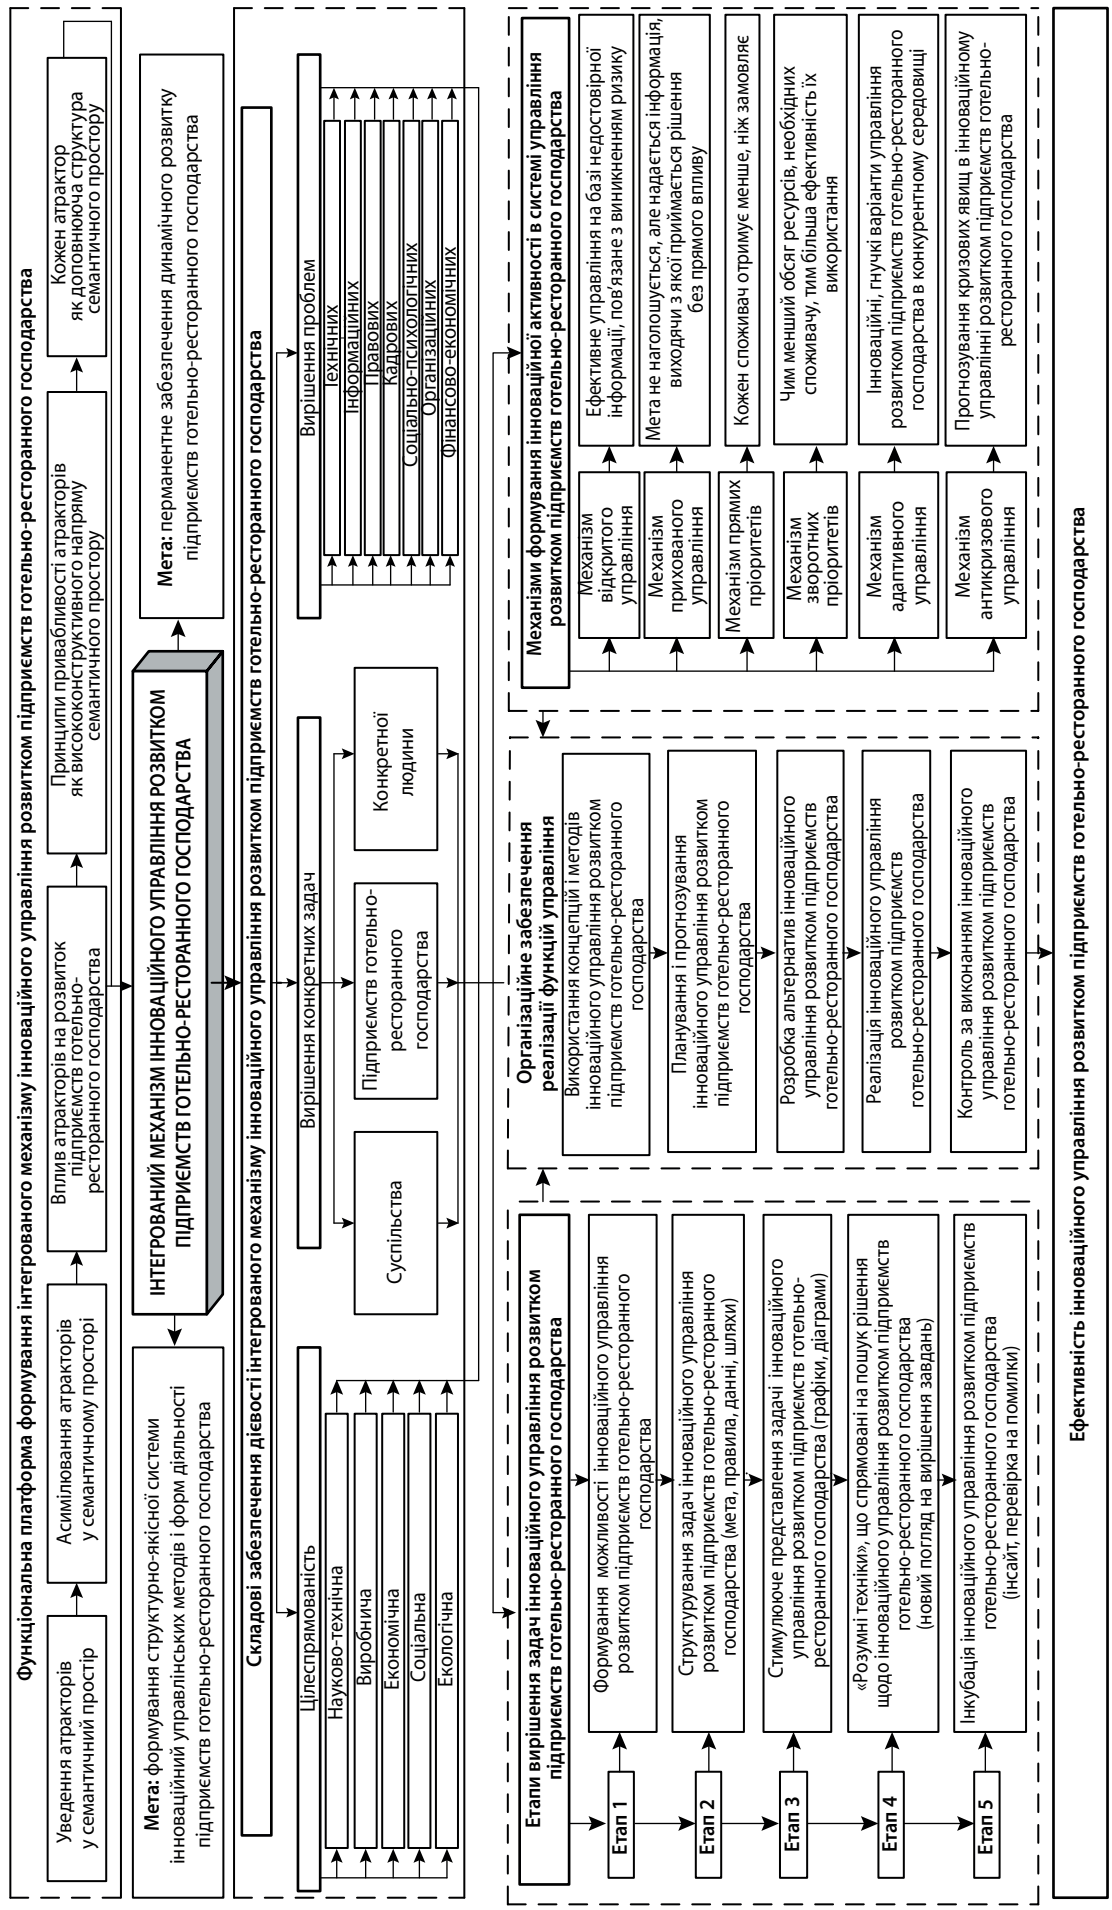 Функціональна платформа формування інтегрованого механізму інноваційного управління розвитком підприємств готельно-ресторанного господарства
Уведення атракторів
у семантичний простір
Асимілювання атракторів
у семантичному просторі
Вплив атракторів на розвиток
підприємств готельно-
ресторанного господарства
Принципи привабливості атракторів
як висококонструктивного напряму
семантичного простору
Кожен атрактор
як доповнююча структура
семантичного простору
Мета: формування структурно-якісної системи
інноваційний управлінських методів і форм діяльності
підприємств готельно-ресторанного господарства
ІНТЕГРОВАНИЙ МЕХАНІЗМ ІННОВАЦІЙНОГО УПРАВЛІННЯ РОЗВИТКОМ
ПІДПРИЄМСТВ ГОТЕЛЬНО-РЕСТОРАННОГО ГОСПОДАРСТВА
Мета: перманентне забезпечення динамічного розвитку
підприємств готельно-ресторанного господарства
Складові забезпечення дієвості інтегрованого механізму інноваційного управління розвитком підприємств готельно-ресторанного господарства
Цілеспрямованість
Науково-технічна
Виробнича
Економічна
Соціальна
Екологічна
Вирішення конкретних задач
Суспільства
Підприємств готельно-
ресторанного
господарства
Конкретної
людини
Вирішення проблем
Технічних
Інформаційних
Правових
Кадрових
Соціально-психологічних
Організаційних
Фінансово-економічних
Етапи вирішення задач інноваційного управління розвитком
підприємств готельно-ресторанного господарства
Етап 1
Формування можливості інноваційного управління
розвитком підприємств готельно-ресторанного
господарства
Етап 2
Структурування задач інноваційного управління
розвитком підприємств готельно-ресторанного
господарства (мета, правила, данні, шляхи)
Етап 3
Стимулююче представлення задачі інноваційного
управління розвитком підприємств готельно-
ресторанного господарства (графіки, діаграми)
Етап 4
«Розумні техніки», що спрямовані на пошук рішення
щодо інноваційного управління розвитком підприємств
готельно-ресторанного господарства
(новий погляд на вирішення завдань)
Етап 5
Інкубація інноваційного управління розвитком підприємств
готельно-ресторанного господарства
(інсайт, перевірка на помилки)
Організаційне забезпечення
реалізації функцій управління
Використання концепцій і методів
інноваційного управління розвитком
підприємств готельно-ресторанного
господарства
Планування і прогнозування
інноваційного управління розвитком
підприємств готельно-ресторанного
господарства
Розробка альтернатив інноваційного
управління розвитком підприємств
готельно-ресторанного господарства
Реалізація інноваційного управління
розвитком підприємств
готельно-ресторанного господарства
Контроль за виконанням інноваційного
управління розвитком підприємств
готельно-ресторанного господарства
Механізми формування інноваційної активності в системі управління
розвитком підприємств готельно-ресторанного господарства
Механізм
відкритого
управління
Ефективне управління на базі недостовірної
інформації, пов'язане з виникненням ризику
Механізм
прихованого
управління
Мета не наголошується, але надається інформація,
виходячи з якої приймається рішення
без прямого впливу
Механізм прямих
пріоритетів
Кожен споживач отримує менше, ніж замовляє
Механізм
зворотних
пріоритетів
Чим менший обсяг ресурсів, необхідних
споживачу, тим більша ефективність їх
використання
Механізм
адаптивного
управління
Інноваційні, гнучкі варіанти управління
розвитком підприємств готельно-ресторанного
господарства в конкурентному середовищі
Механізм
антикризового
управління
Прогнозування кризових явищ в інноваційному
управлінні розвитком підприємств готельно-
ресторанного господарства
Ефективність інноваційного управління розвитком підприємств готельно-ресторанного господарства